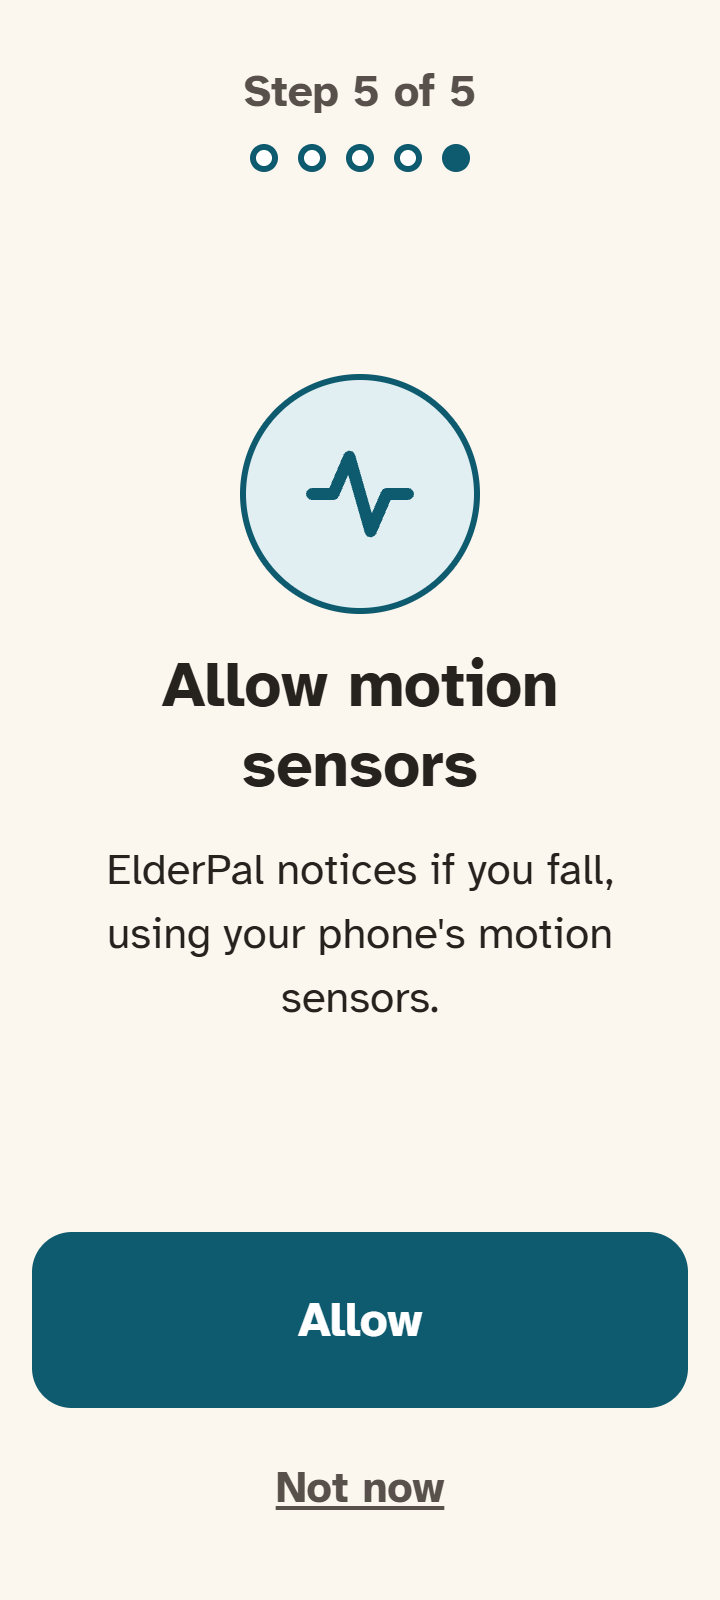 Step 5 of 5
Allow motion
sensors
ElderPal notices if you fall,
using your phone's motion
sensors.
Allow
Not now